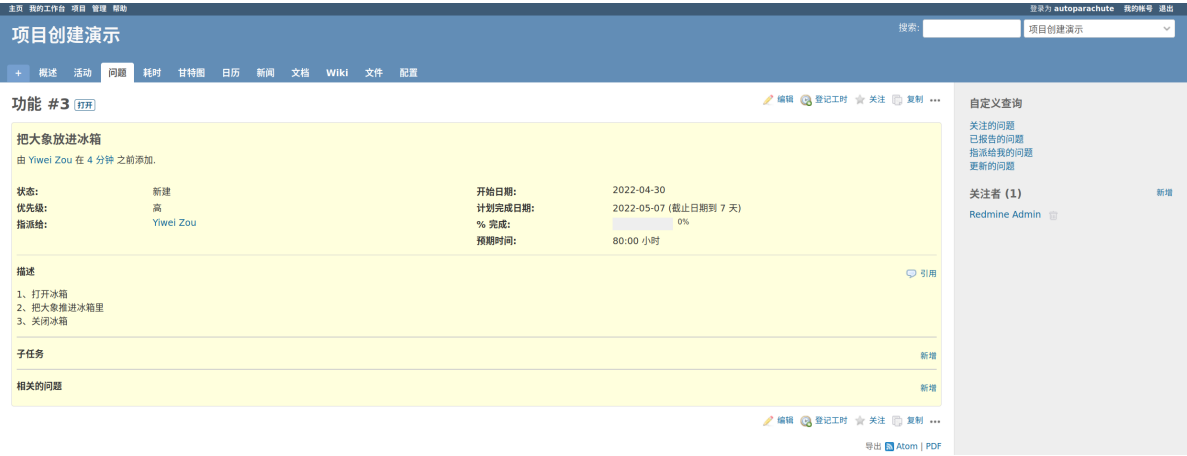 主页 我的工作台 项目 管理 帮助 登录为 autoparachute 我的帐号 退出
项目创建演示 搜索: 项目创建演示
+ 概述 活动 问题 耗时 甘特图 日历 新闻 文档 Wiki 文件 配置
功能 #3 打开 编辑 登记工时 关注 复制 ...
把大象放进冰箱
由 Yiwei Zou 在 4 分钟 之前添加.
状态: 新建 开始日期: 2022-04-30
优先级: 高 计划完成日期: 2022-05-07 (截止日期到 7 天)
指派给: Yiwei Zou % 完成: 0%
预期时间: 80:00 小时
描述 引用
1、打开冰箱
2、把大象推进冰箱里
3、关闭冰箱
子任务 新增
相关的问题 新增
编辑 登记工时 关注 复制 ...
导出 Atom | PDF
自定义查询
关注的问题
已报告的问题
指派给我的问题
更新的问题
关注者 (1) 新增
Redmine Admin